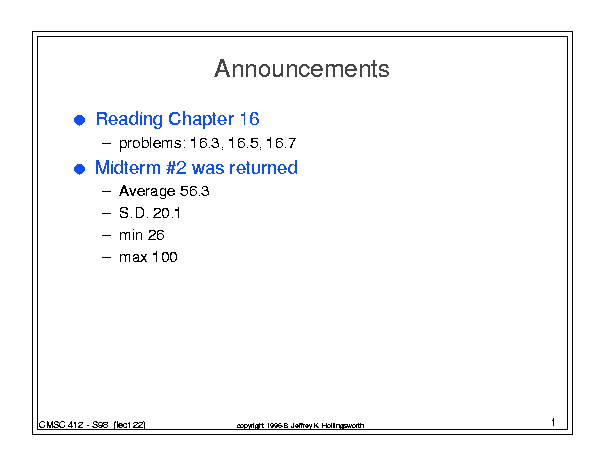 Announcements
● Reading Chapter 16
– problems: 16.3, 16.5, 16.7
● Midterm #2 was returned
– Average 56.3
– S.D. 20.1
– min 26
– max 100
CMSC 412 - S98 (lect 22)
copyright 1996-8 Jeffrey K. Hollingsworth
1